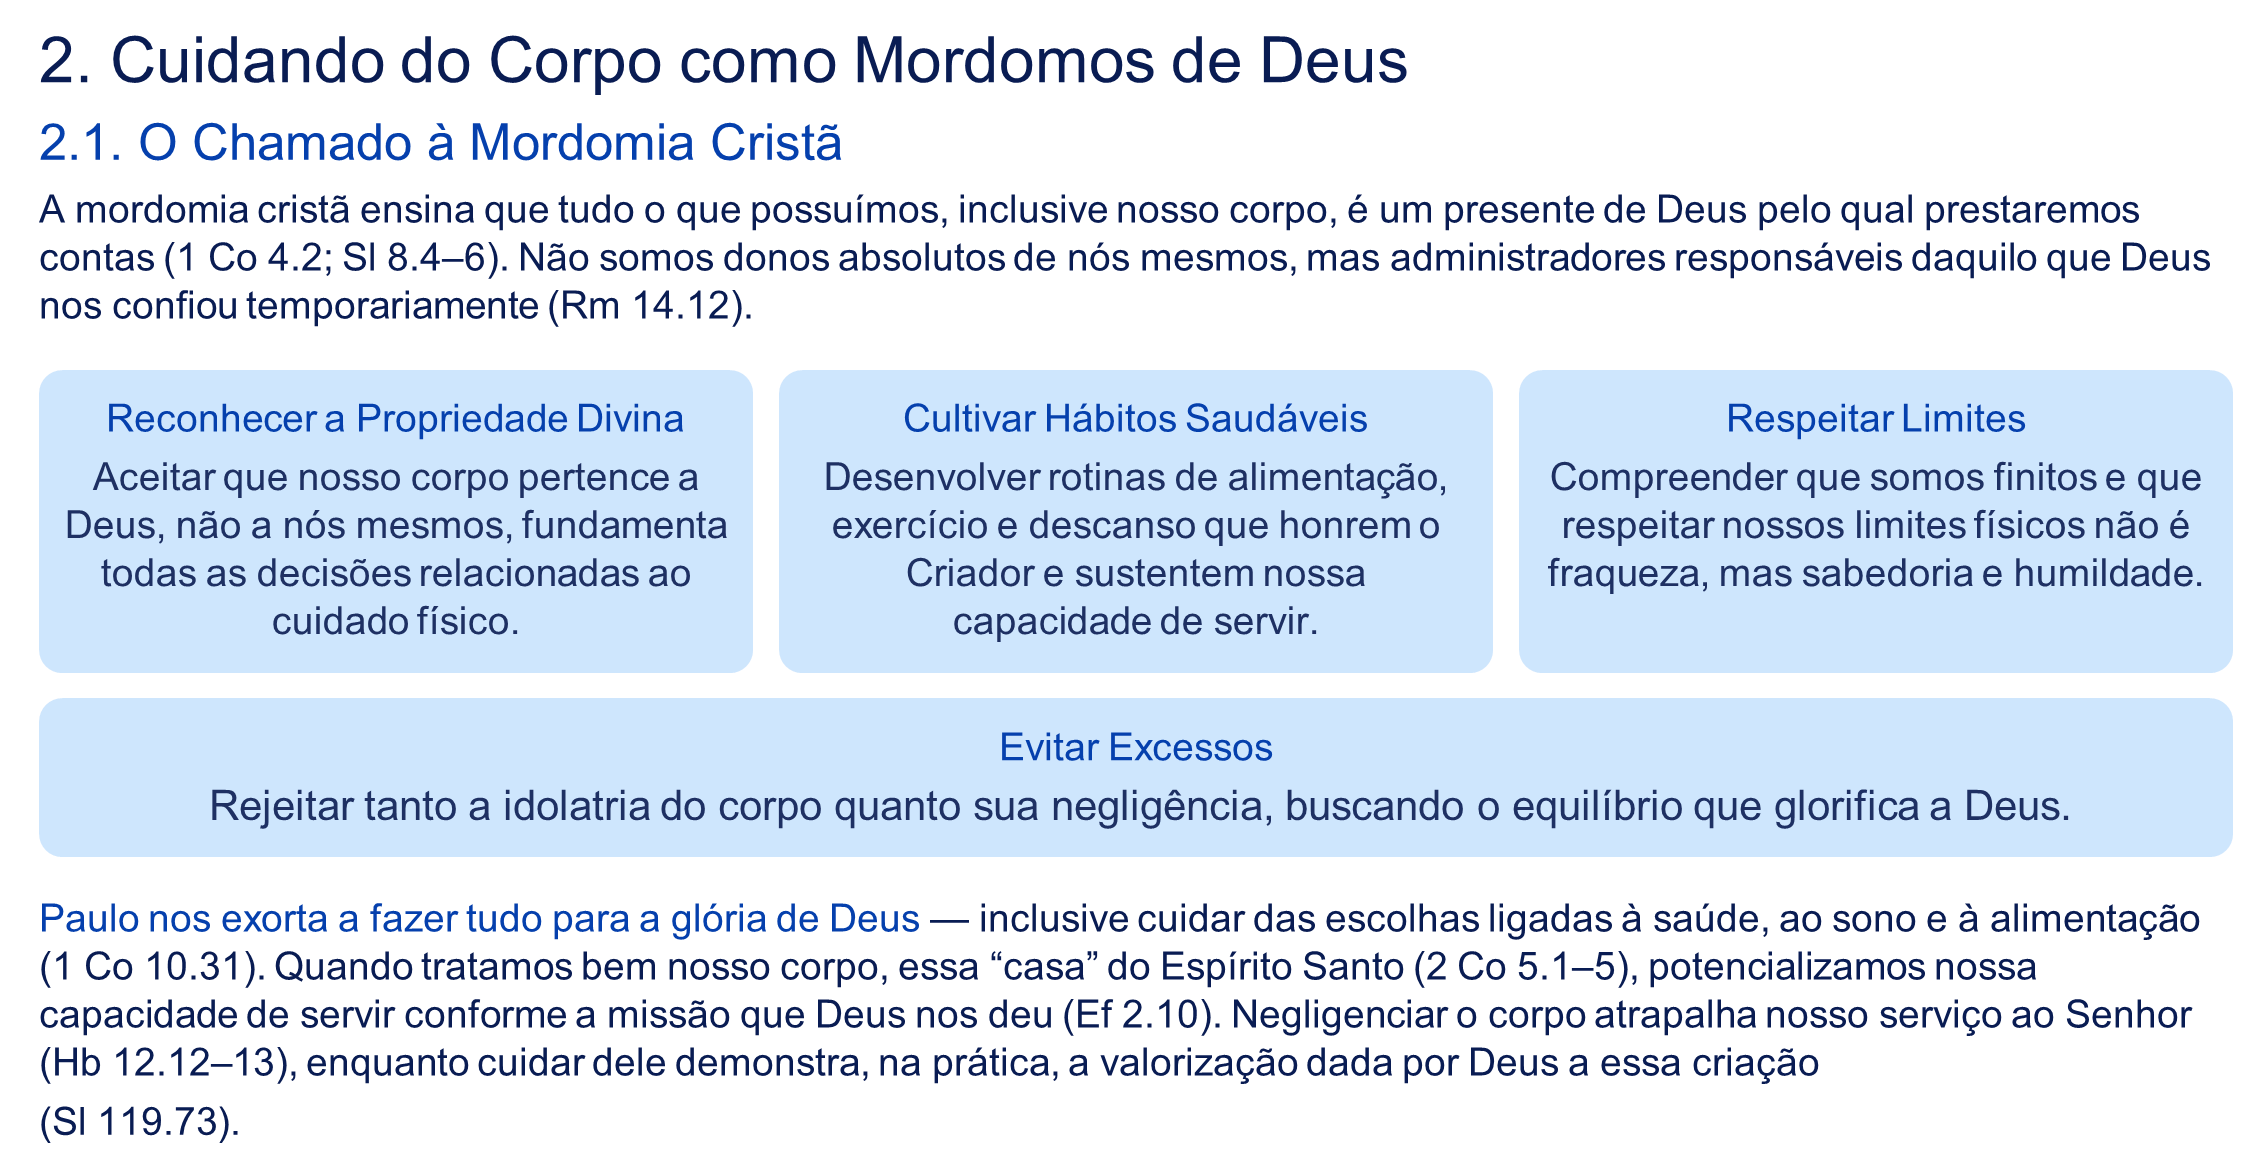 2. Cuidando do Corpo como Mordomos de Deus
2.1. O Chamado à Mordomia Cristã
A mordomia cristã ensina que tudo o que possuímos, inclusive nosso corpo, é um presente de Deus pelo qual prestaremos
contas (1 Co 4.2; Sl 8.4–6). Não somos donos absolutos de nós mesmos, mas administradores responsáveis daquilo que Deus
nos confiou temporariamente (Rm 14.12).
Reconhecer a Propriedade Divina
Aceitar que nosso corpo pertence a
Deus, não a nós mesmos, fundamenta
todas as decisões relacionadas ao
cuidado físico.
Cultivar Hábitos Saudáveis
Desenvolver rotinas de alimentação,
exercício e descanso que honrem o
Criador e sustentem nossa
capacidade de servir.
Respeitar Limites
Compreender que somos finitos e que
respeitar nossos limites físicos não é
fraqueza, mas sabedoria e humildade.
Evitar Excessos
Rejeitar tanto a idolatria do corpo quanto sua negligência, buscando o equilíbrio que glorifica a Deus.
Paulo nos exorta a fazer tudo para a glória de Deus — inclusive cuidar das escolhas ligadas à saúde, ao sono e à alimentação
(1 Co 10.31). Quando tratamos bem nosso corpo, essa “casa” do Espírito Santo (2 Co 5.1–5), potencializamos nossa
capacidade de servir conforme a missão que Deus nos deu (Ef 2.10). Negligenciar o corpo atrapalha nosso serviço ao Senhor
(Hb 12.12–13), enquanto cuidar dele demonstra, na prática, a valorização dada por Deus a essa criação
(Sl 119.73).